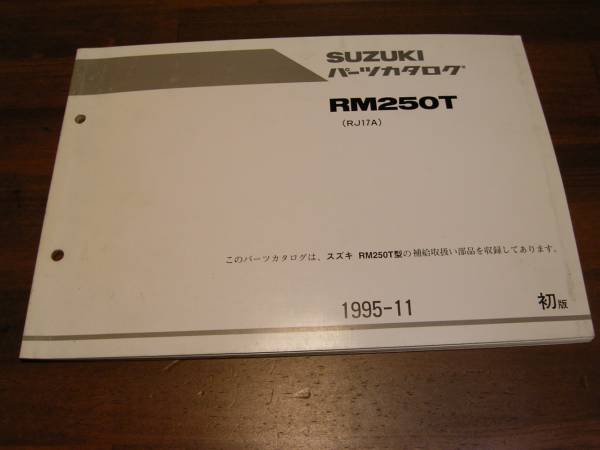 SUZUKI
パーツカタログ
RM250T
(RJ17A)
このパーツカタログは、スズキ RM250T型の補給取扱い部品を収録してあります。
1995-11
初版